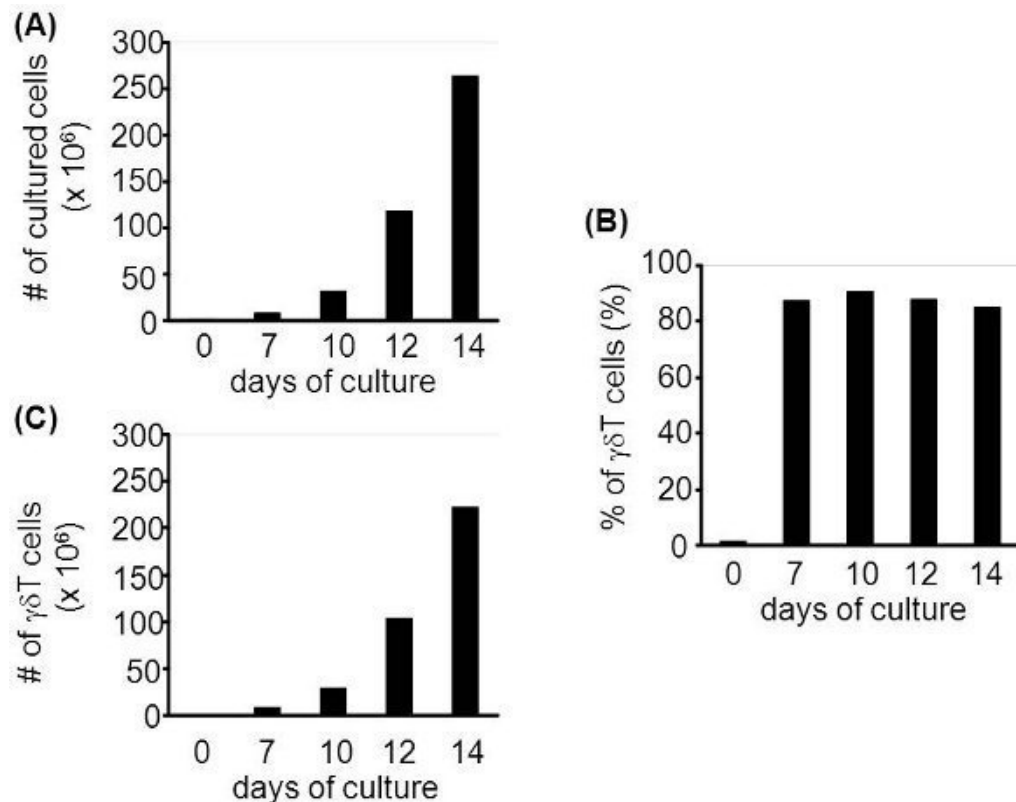 (A)
# of cultured cells
(x 10⁶)
300
250
200
150
100
50
0
0 7 10 12 14
days of culture
(B)
% of γδT cells (%)
100
80
60
40
20
0
0 7 10 12 14
days of culture
(C)
# of γδT cells
(x 10⁶)
300
250
200
150
100
50
0
0 7 10 12 14
days of culture